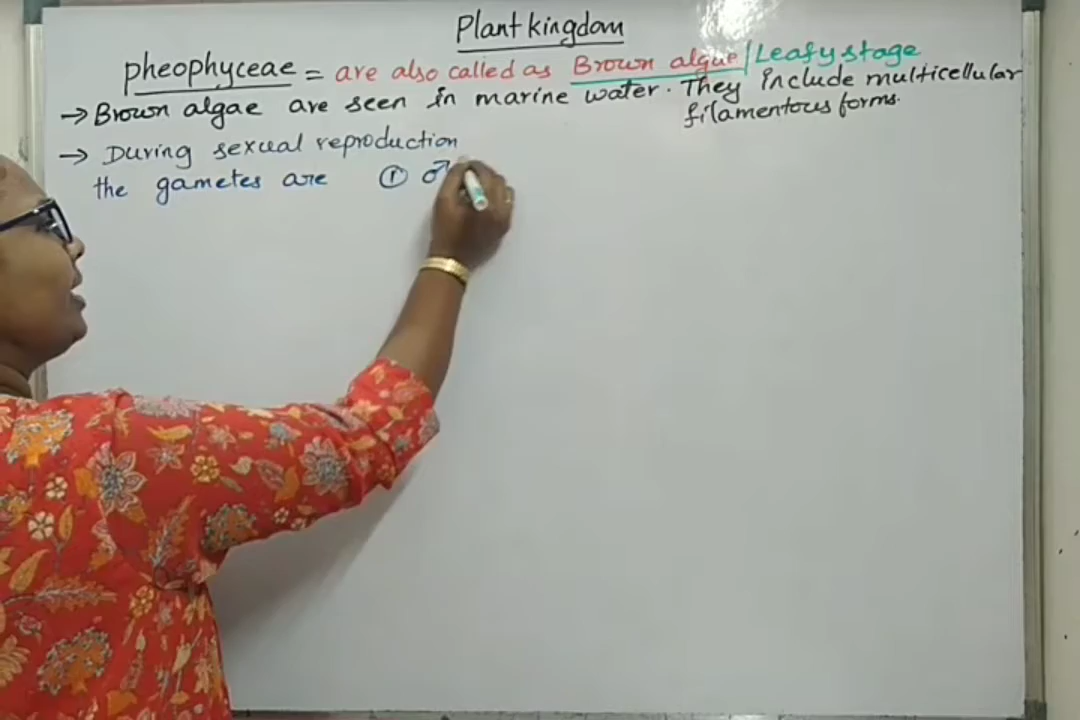 Plant kingdom
pheophyceae = are also called as Brown algue/Leafy stage
→ Brown algae are seen in marine water. They include multicellular
filamentous forms.
→ During sexual reproduction
the gametes are ① ♂